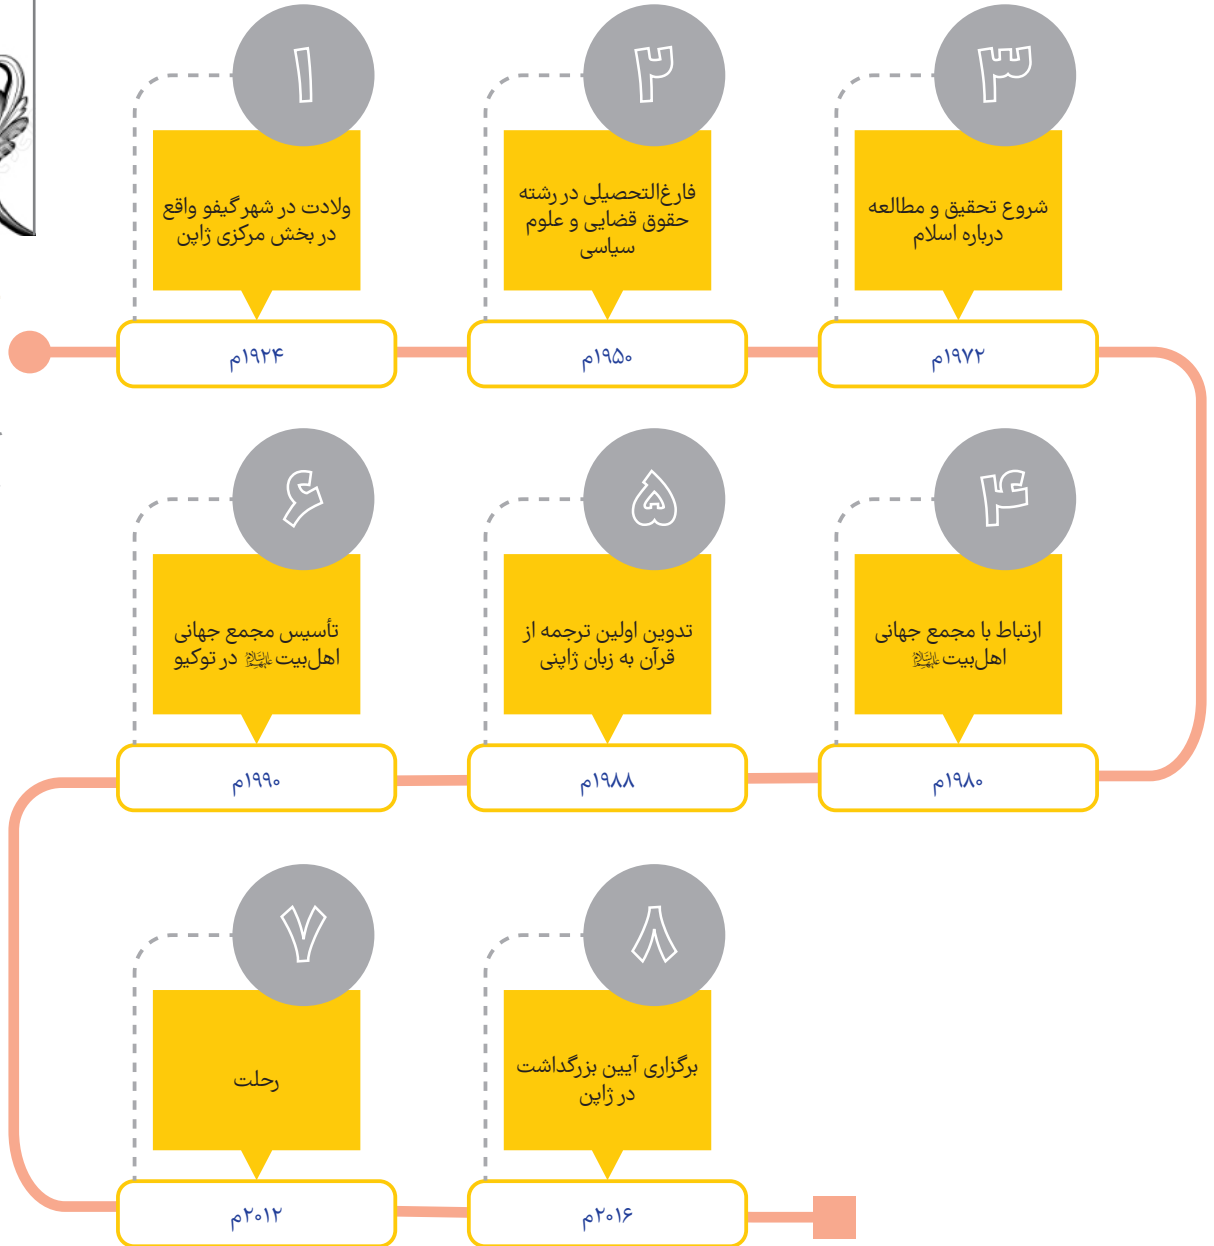 ۱
ولادت در شهر گیفو واقع
در بخش مرکزی ژاپن
۱۹۲۴م
۲
فارغ‌التحصیلی در رشته
حقوق قضایی و علوم
سیاسی
۱۹۵۰م
۳
شروع تحقیق و مطالعه
درباره اسلام
۱۹۷۲م
۴
ارتباط با مجمع جهانی
اهل‌بیت علیهم‌السلام
۱۹۸۰م
۵
تدوین اولین ترجمه از
قرآن به زبان ژاپنی
۱۹۸۸م
۶
تأسیس مجمع جهانی
اهل‌بیت علیهم‌السلام در توکیو
۱۹۹۰م
۷
رحلت
۲۰۱۲م
۸
برگزاری آیین بزرگداشت
در ژاپن
۲۰۱۶م